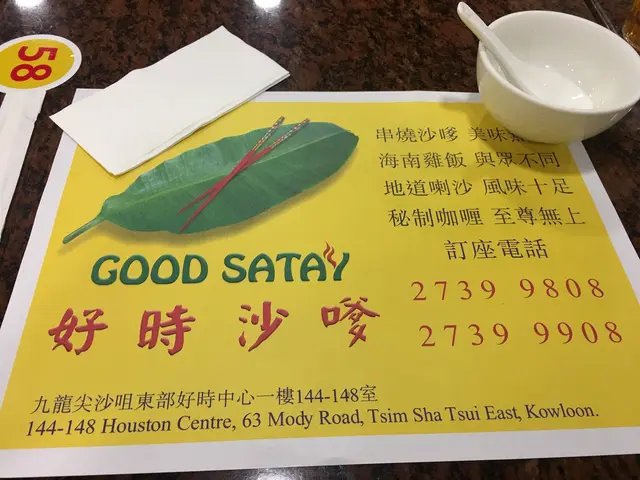 58
串燒沙嗲 美味
海南雞飯 與眾不同
地道喇沙 風味十足
秘制咖喱 至尊無上
訂座電話
2739 9808
2739 9908
GOOD SATAY
好時沙嗲
九龍尖沙咀東部好時中心一樓144-148室
144-148 Houston Centre, 63 Mody Road, Tsim Sha Tsui East, Kowloon.